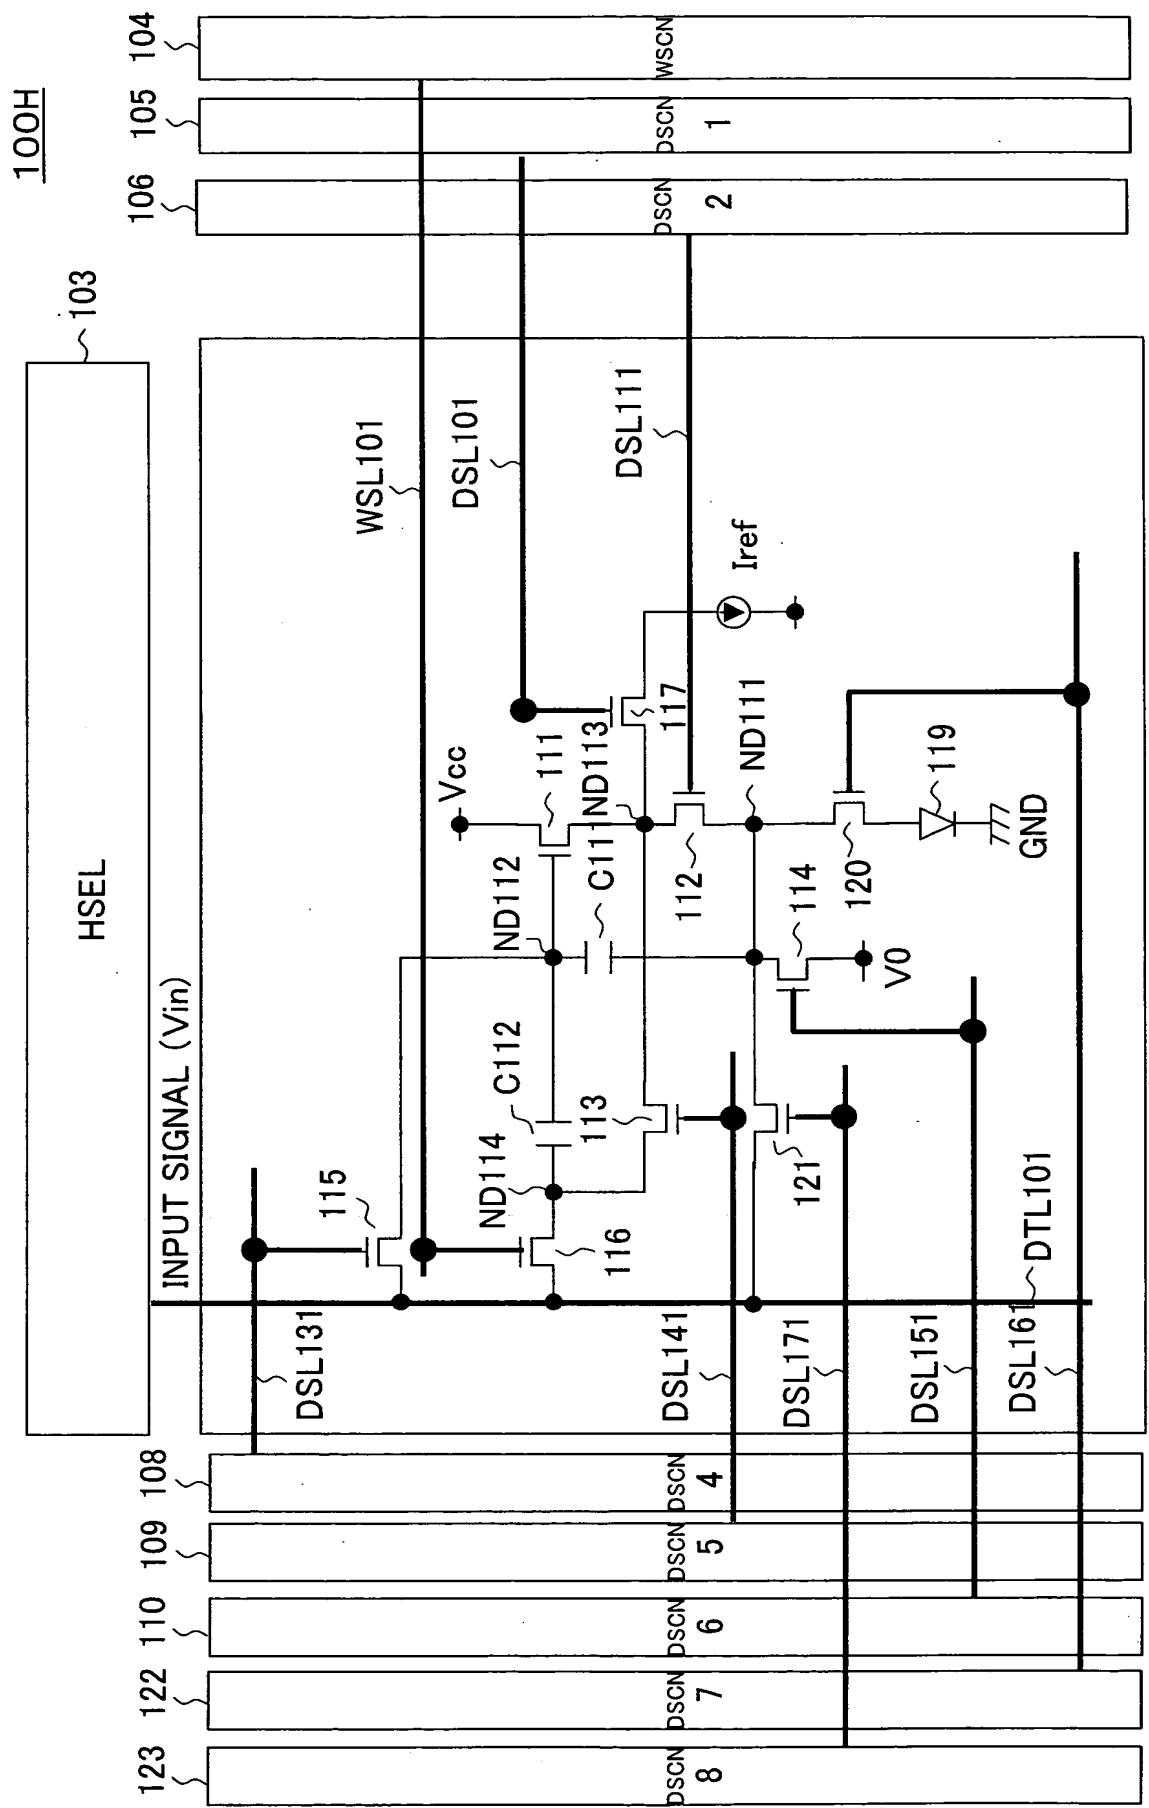 100H
104
105
106
WSCN
DSCN
1
DSCN
2
103
HSEL
INPUT SIGNAL (Vin)
WSL101
DSL101
DSL111
Iref
Vcc
111
ND113
117
ND111
119
GND
ND112
C111
112
120
114
V0
C112
113
ND114
115
116
121
DTL101
DSL131
DSL141
DSL171
DSL151
DSL161
108
DSCN
4
109
DSCN
5
110
DSCN
6
122
DSCN
7
123
DSCN
8